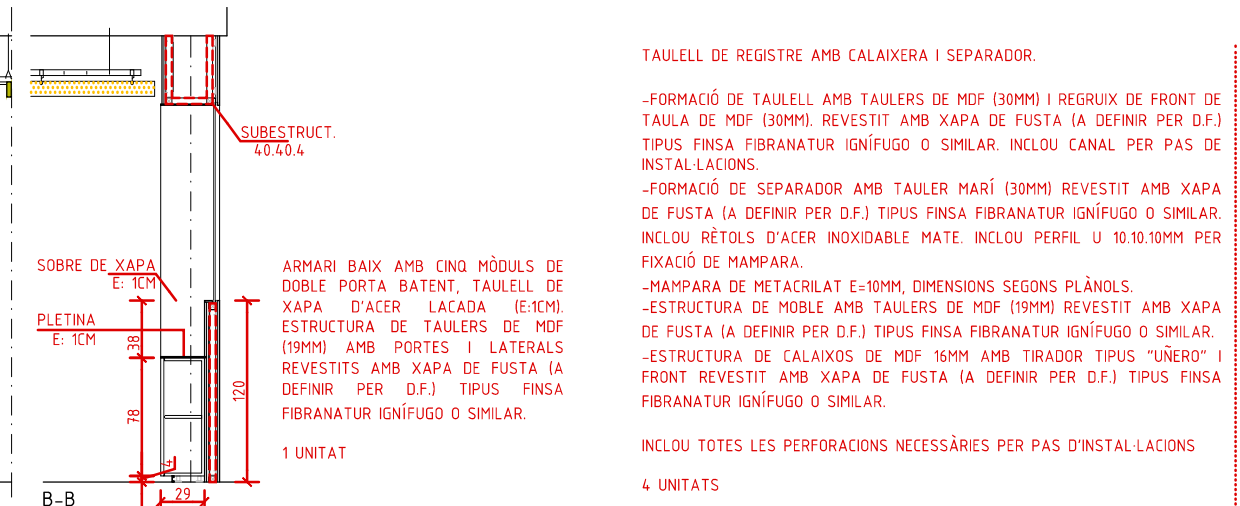 SUBESTRUCT.
40.40.4
SOBRE DE XAPA
E: 1CM
PLETINA
E: 1CM
38
78
4
29
120
B-B
ARMARI BAIX AMB CINQ MÒDULS DE
DOBLE PORTA BATENT, TAULELL DE
XAPA D'ACER LACADA (E:1CM).
ESTRUCTURA DE TAULERS DE MDF
(19MM) AMB PORTES I LATERALS
REVESTITS AMB XAPA DE FUSTA (A
DEFINIR PER D.F.) TIPUS FINSA
FIBRANATUR IGNÍFUGO O SIMILAR.
1 UNITAT
TAULELL DE REGISTRE AMB CALAIXERA I SEPARADOR.
-FORMACIÓ DE TAULELL AMB TAULERS DE MDF (30MM) I REGRUIX DE FRONT DE
TAULA DE MDF (30MM). REVESTIT AMB XAPA DE FUSTA (A DEFINIR PER D.F.)
TIPUS FINSA FIBRANATUR IGNÍFUGO O SIMILAR. INCLOU CANAL PER PAS DE
INSTAL·LACIONS.
-FORMACIÓ DE SEPARADOR AMB TAULER MARÍ (30MM) REVESTIT AMB XAPA
DE FUSTA (A DEFINIR PER D.F.) TIPUS FINSA FIBRANATUR IGNÍFUGO O SIMILAR.
INCLOU RÈTOLS D'ACER INOXIDABLE MATE. INCLOU PERFIL U 10.10.10MM PER
FIXACIÓ DE MAMPARA.
-MAMPARA DE METACRILAT E=10MM, DIMENSIONS SEGONS PLÀNOLS.
-ESTRUCTURA DE MOBLE AMB TAULERS DE MDF (19MM) REVESTIT AMB XAPA
DE FUSTA (A DEFINIR PER D.F.) TIPUS FINSA FIBRANATUR IGNÍFUGO O SIMILAR.
-ESTRUCTURA DE CALAIXOS DE MDF 16MM AMB TIRADOR TIPUS "UÑERO" I
FRONT REVESTIT AMB XAPA DE FUSTA (A DEFINIR PER D.F.) TIPUS FINSA
FIBRANATUR IGNÍFUGO O SIMILAR.
INCLOU TOTES LES PERFORACIONS NECESSÀRIES PER PAS D'INSTAL·LACIONS
4 UNITATS